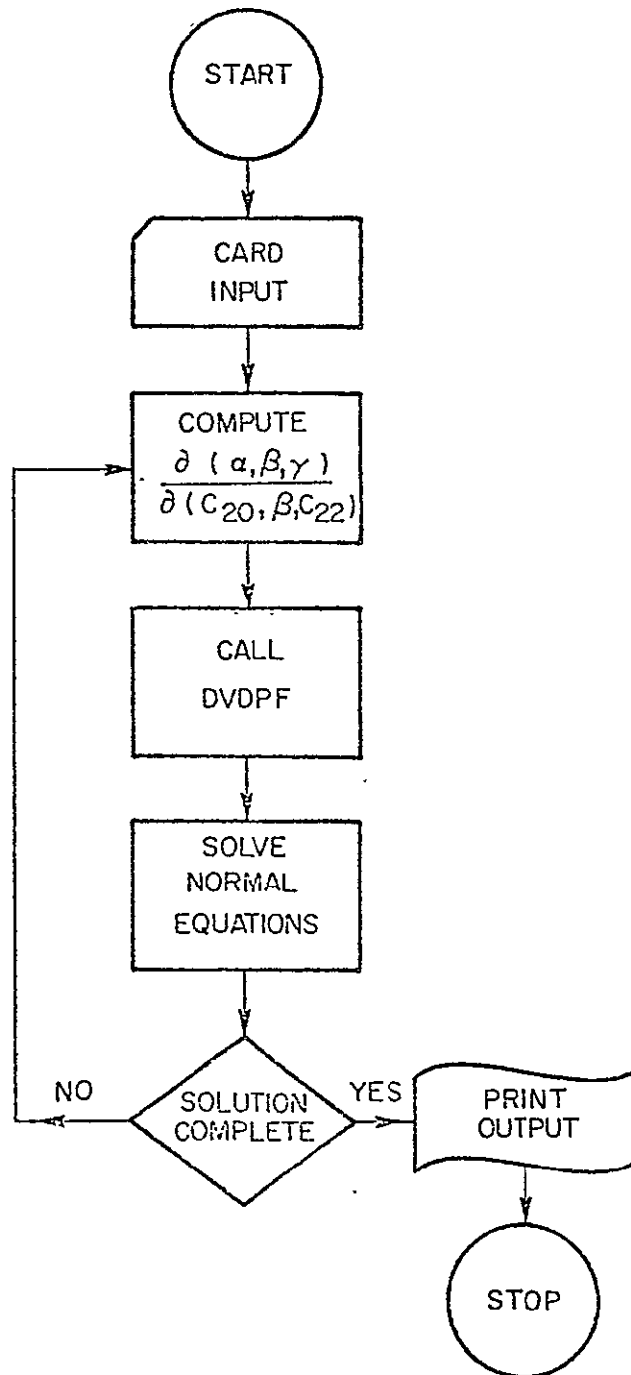 START
CARD
INPUT
COMPUTE
∂ (α,β,γ)
∂(C₂₀,β,C₂₂)
CALL
DVDPF
SOLVE
NORMAL
EQUATIONS
NO
SOLUTION
COMPLETE
YES
PRINT
OUTPUT
STOP